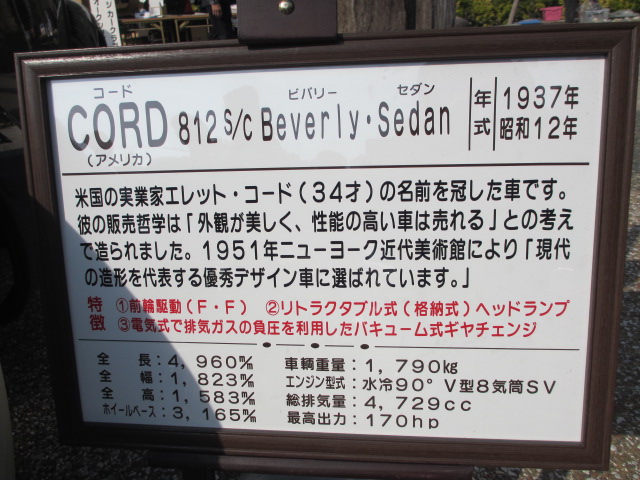 コード ビバリー セダン
CORD 812 S/C Beverly・Sedan
(アメリカ)
年式 1937年
昭和12年
米国の実業家エレット・コード(34才)の名前を冠した車です。
彼の販売哲学は「外観が美しく、性能の高い車は売れる」との考え
で造られました。1951年ニューヨーク近代美術館により「現代
の造形を代表する優秀デザイン車に選ばれています。」
特徴 ①前輪駆動(F・F) ②リトラクタブル式(格納式)ヘッドランプ
③電気式で排気ガスの負圧を利用したバキューム式ギヤチェンジ
全長:4,960m/m
全幅:1,823m/m
全高:1,583m/m
ホイールベース:3,165m/m
車輌重量:1,790kg
エンジン型式:水冷90°V型8気筒SV
総排気量:4,729cc
最高出力:170hp